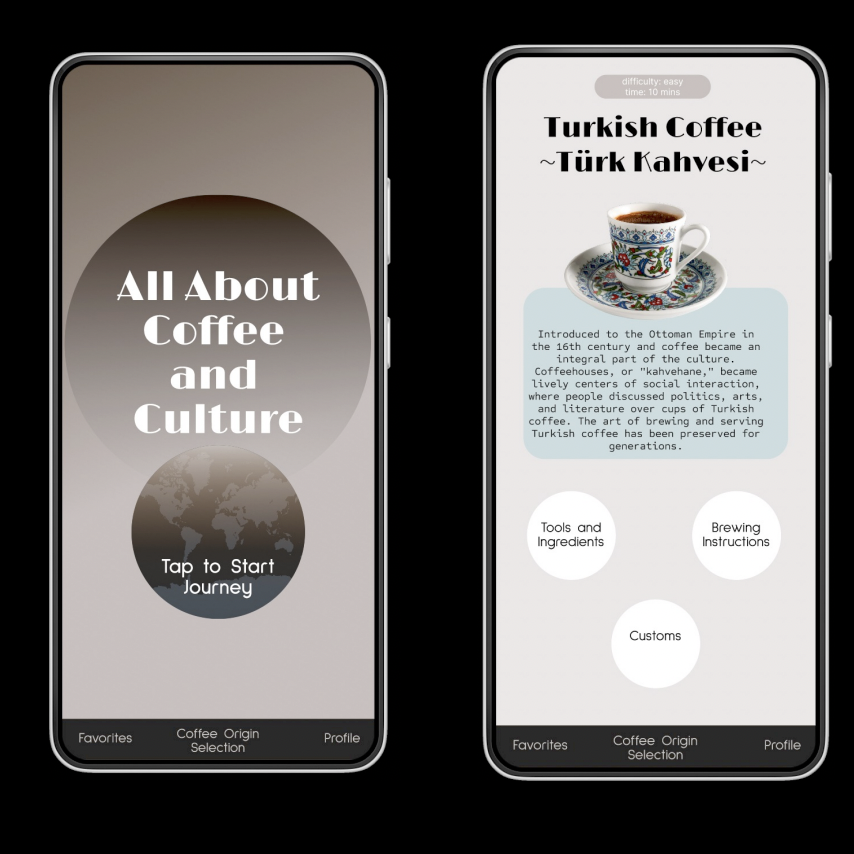 All About
Coffee
and
Culture
Tap to Start
Journey
Favorites
Coffee Origin
Selection
Profile
difficulty: easy
time: 10 mins
Turkish Coffee
~Türk Kahvesi~
Introduced to the Ottoman Empire in
the 16th century and coffee became an
integral part of the culture.
Coffeehouses, or "kahvehane," became
lively centers of social interaction,
where people discussed politics, arts,
and literature over cups of Turkish
coffee. The art of brewing and serving
Turkish coffee has been preserved for
generations.
Tools and
Ingredients
Brewing
Instructions
Customs
Favorites
Coffee Origin
Selection
Profile